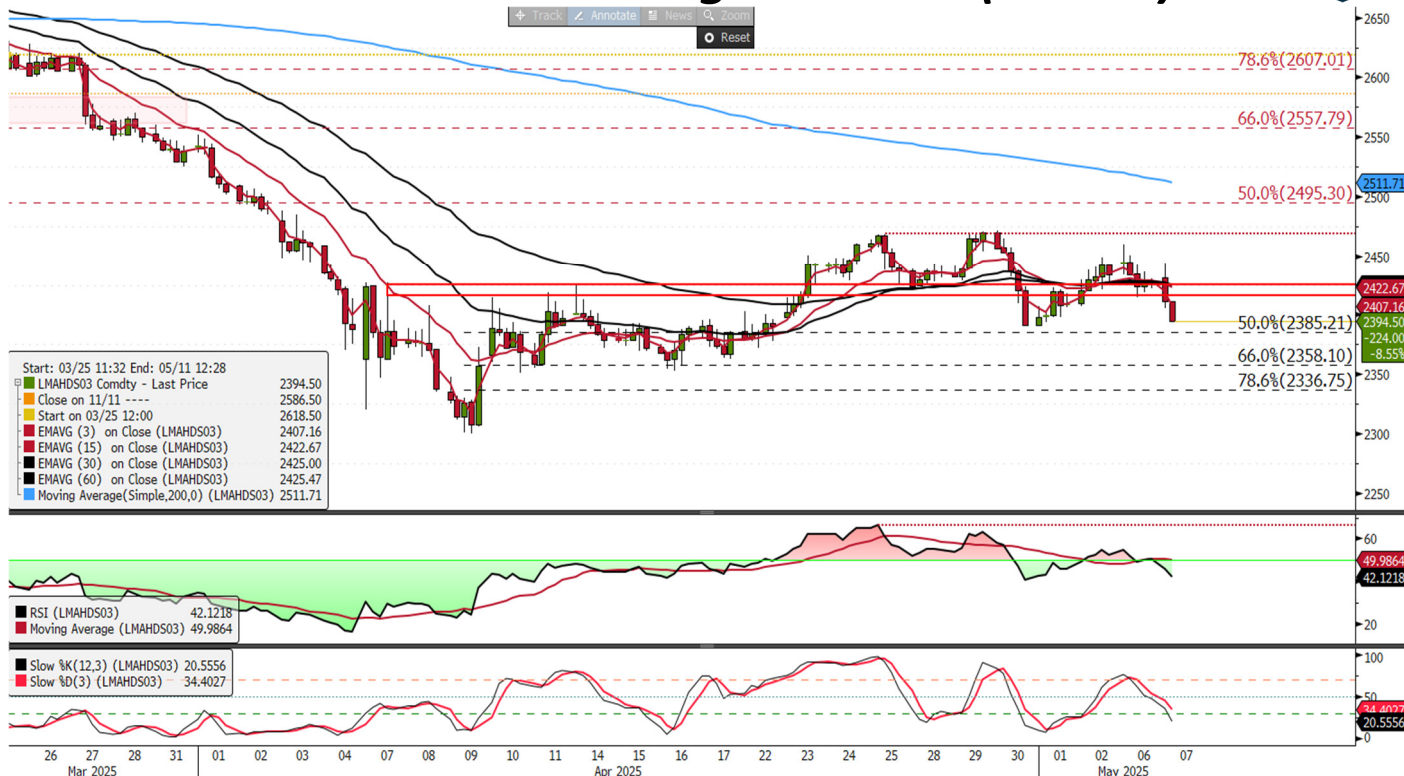 Track Annotate News Zoom
Reset
2650
78.6%(2607.01)
2600
66.0%(2557.79)
2550
2511.71
50.0%(2495.30)
2500
2450
2422.67
2407.16
50.0%(2385.21)
2394.50
-224.00
-8.55%
66.0%(2358.10)
2350
78.6%(2336.75)
2300
2250
Start: 03/25 11:32 End: 05/11 12:28
LMAHDS03 Comdty - Last Price 2394.50
Close on 11/11 ---- 2586.50
Start on 03/25 12:00 2618.50
EMAVG (3) on Close (LMAHDS03) 2407.16
EMAVG (15) on Close (LMAHDS03) 2422.67
EMAVG (30) on Close (LMAHDS03) 2425.00
EMAVG (60) on Close (LMAHDS03) 2425.47
Moving Average(Simple,200,0) (LMAHDS03) 2511.71
60
49.9864
42.1218
20
RSI (LMAHDS03) 42.1218
Moving Average (LMAHDS03) 49.9864
100
50
34.4027
20.5556
0
Slow %K(12,3) (LMAHDS03) 20.5556
Slow %D(3) (LMAHDS03) 34.4027
26 27 28 31 01 02 03 04 07 08 09 10 11 14 15 16 17 22 23 24 25 28 29 30 01 02 06 07
Mar 2025 Apr 2025 May 2025